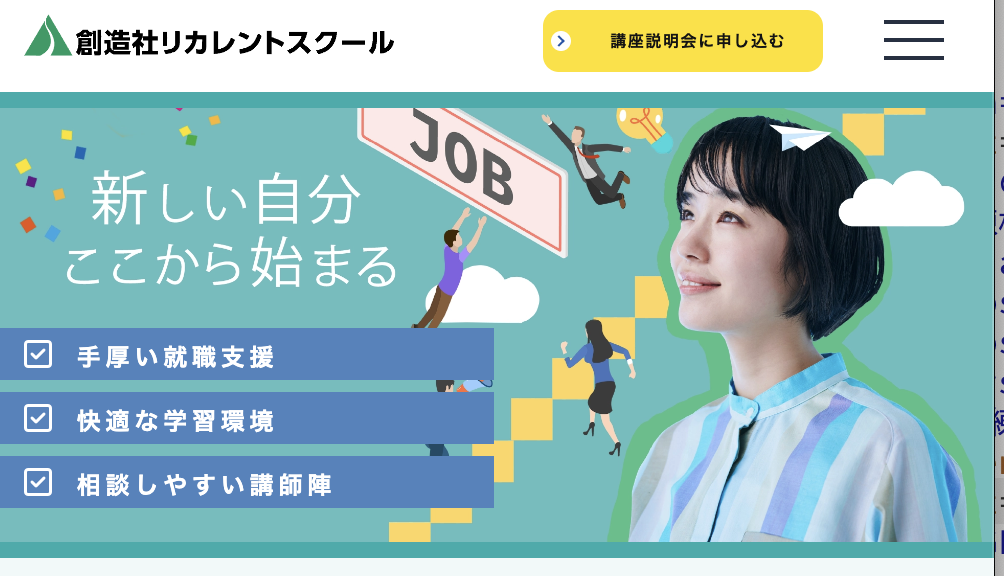 創造社リカレントスクール
講座説明会に申し込む
JOB
新しい自分
ここから始まる
手厚い就職支援
快適な学習環境
相談しやすい講師陣